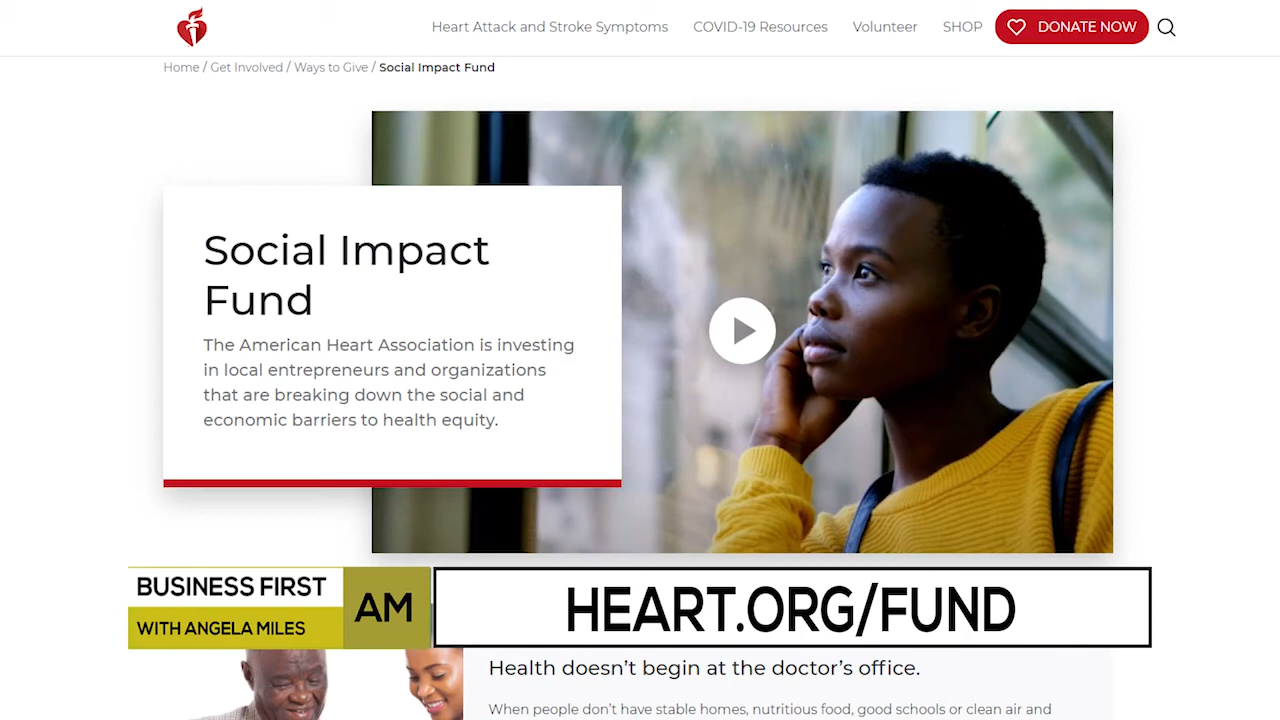 Heart Attack and Stroke Symptoms COVID-19 Resources Volunteer SHOP DONATE NOW
Home / Get Involved / Ways to Give / Social Impact Fund
Social Impact
Fund
The American Heart Association is investing
in local entrepreneurs and organizations
that are breaking down the social and
economic barriers to health equity.
BUSINESS FIRST
WITH ANGELA MILES
AM
HEART.ORG/FUND
Health doesn’t begin at the doctor’s office.
When people don’t have stable homes, nutritious food, good schools or clean air and